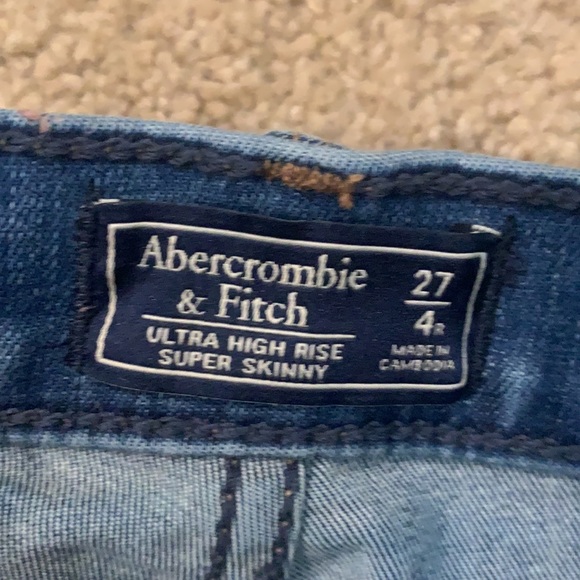 Abercrombie
& Fitch
ULTRA HIGH RISE
SUPER SKINNY
27
4R
MADE IN
CAMBODIA